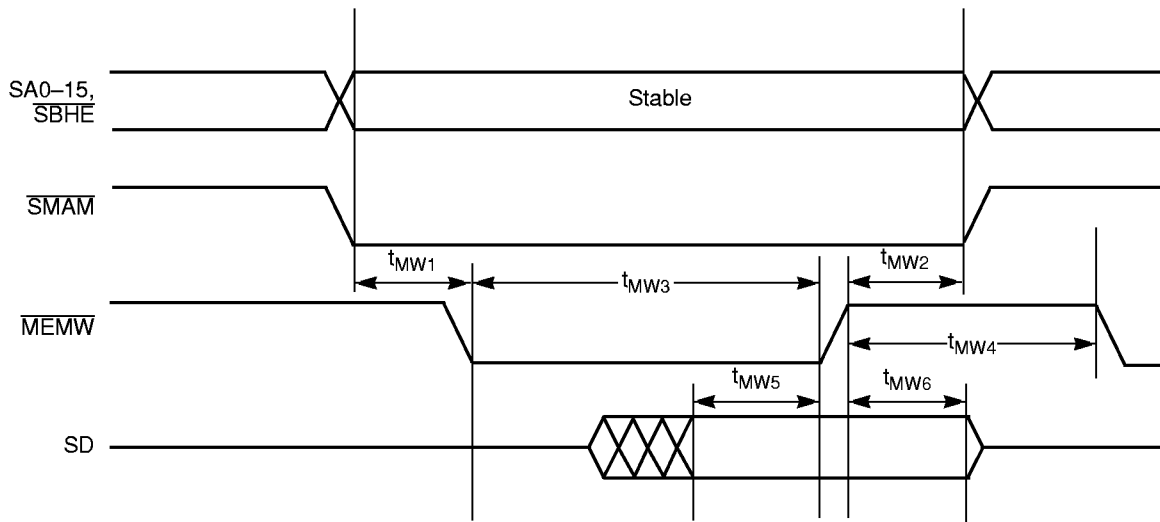 SA0–15,
SBHE
Stable
SMAM
tMW1
tMW2
tMW3
MEMW
tMW4
tMW5
tMW6
SD